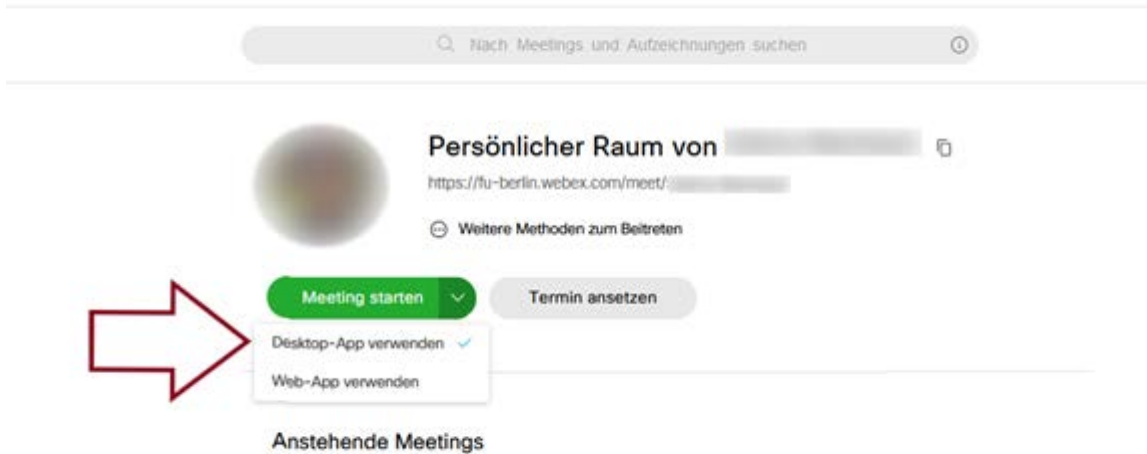 Nach Meetings und Aufzeichnungen suchen
Persönlicher Raum von
https://fu-berlin.webex.com/meet/
Weitere Methoden zum Beitreten
Meeting starten
Termin ansetzen
Desktop-App verwenden
Web-App verwenden
Anstehende Meetings